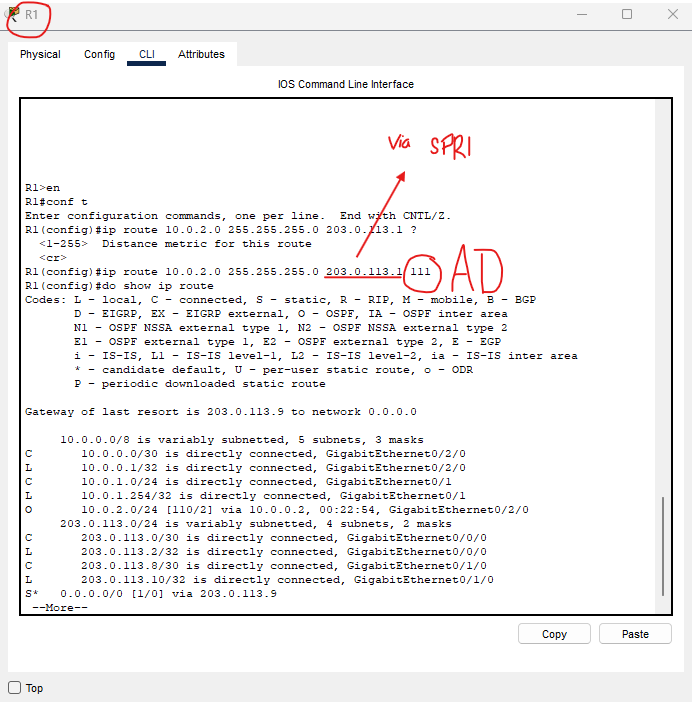 R1
Physical Config CLI Attributes
IOS Command Line Interface
Via SPR1
R1>en
R1#conf t
Enter configuration commands, one per line.  End with CNTL/Z.
R1(config)#ip route 10.0.2.0 255.255.255.0 203.0.113.1 ?
  <1-255>  Distance metric for this route
  <cr>
R1(config)#ip route 10.0.2.0 255.255.255.0 203.0.113.1 111
AD
R1(config)#do show ip route
Codes: L - local, C - connected, S - static, R - RIP, M - mobile, B - BGP
       D - EIGRP, EX - EIGRP external, O - OSPF, IA - OSPF inter area
       N1 - OSPF NSSA external type 1, N2 - OSPF NSSA external type 2
       E1 - OSPF external type 1, E2 - OSPF external type 2, E - EGP
       i - IS-IS, L1 - IS-IS level-1, L2 - IS-IS level-2, ia - IS-IS inter area
       * - candidate default, U - per-user static route, o - ODR
       P - periodic downloaded static route
Gateway of last resort is 203.0.113.9 to network 0.0.0.0
     10.0.0.0/8 is variably subnetted, 5 subnets, 3 masks
C       10.0.0.0/30 is directly connected, GigabitEthernet0/2/0
L       10.0.0.1/32 is directly connected, GigabitEthernet0/2/0
C       10.0.1.0/24 is directly connected, GigabitEthernet0/1
L       10.0.1.254/32 is directly connected, GigabitEthernet0/1
O       10.0.2.0/24 [110/2] via 10.0.0.2, 00:22:54, GigabitEthernet0/2/0
     203.0.113.0/24 is variably subnetted, 4 subnets, 2 masks
C       203.0.113.0/30 is directly connected, GigabitEthernet0/0/0
L       203.0.113.2/32 is directly connected, GigabitEthernet0/0/0
C       203.0.113.8/30 is directly connected, GigabitEthernet0/1/0
L       203.0.113.10/32 is directly connected, GigabitEthernet0/1/0
S*   0.0.0.0/0 [1/0] via 203.0.113.9
 --More--
Copy Paste
Top